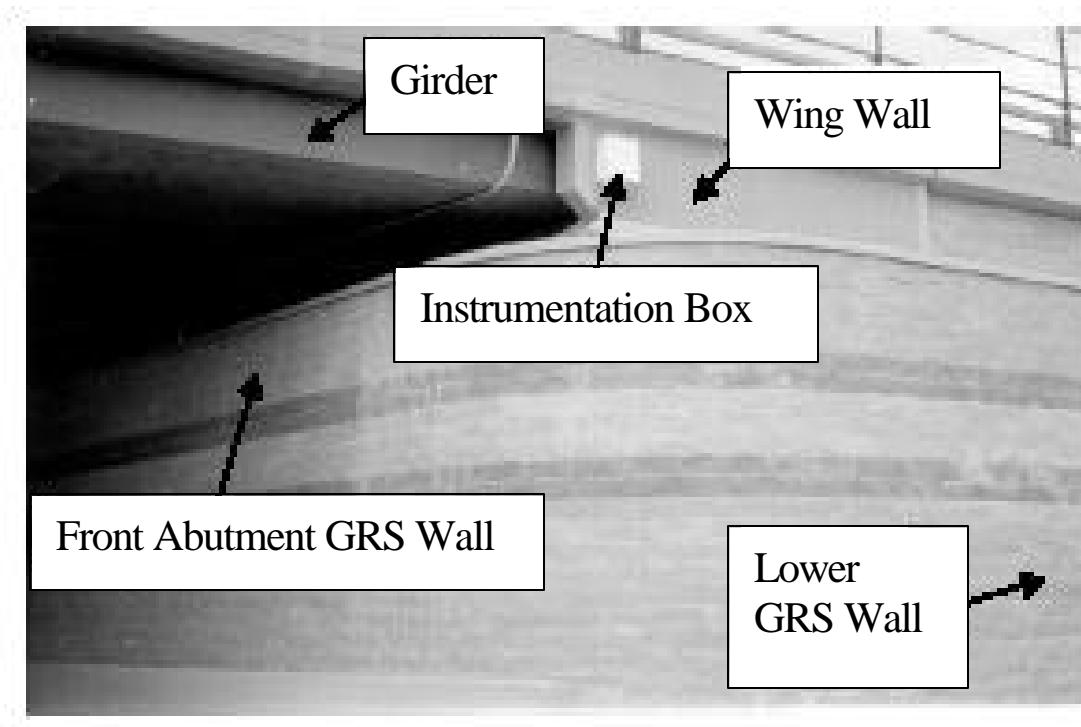 Girder
Wing Wall
Instrumentation Box
Front Abutment GRS Wall
Lower
GRS Wall